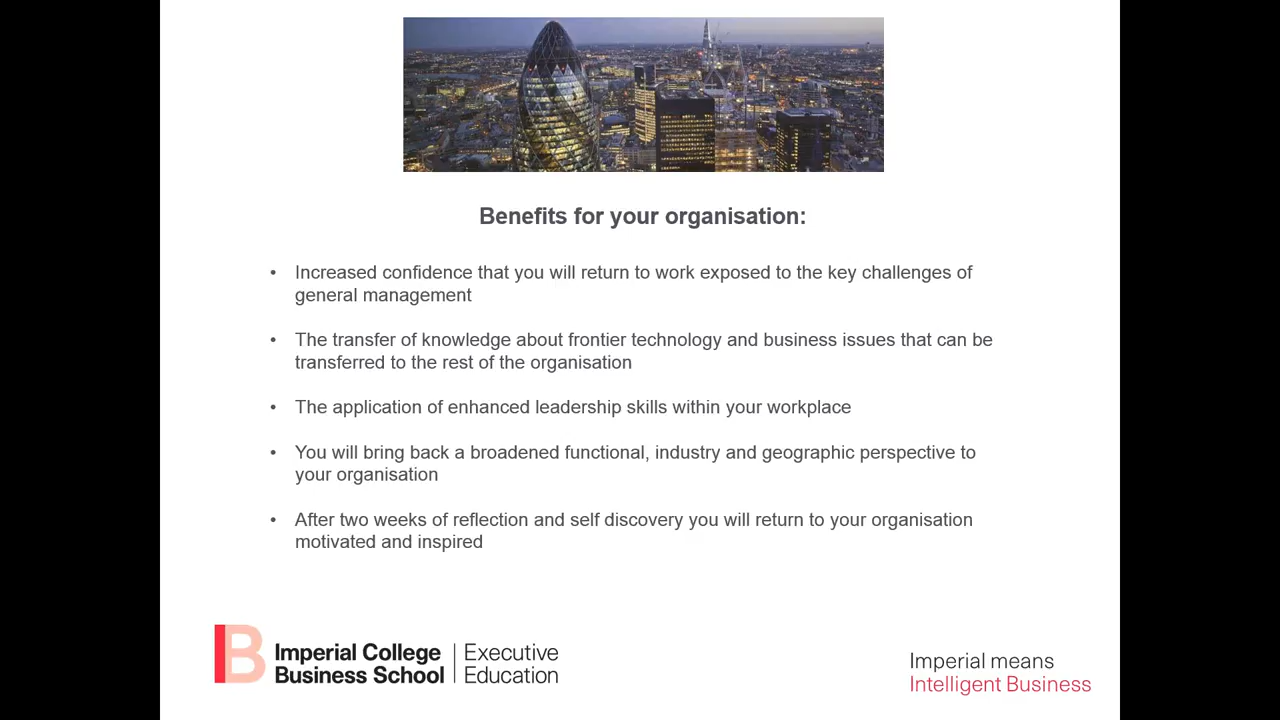 Benefits for your organisation:
• Increased confidence that you will return to work exposed to the key challenges of
general management
• The transfer of knowledge about frontier technology and business issues that can be
transferred to the rest of the organisation
• The application of enhanced leadership skills within your workplace
• You will bring back a broadened functional, industry and geographic perspective to
your organisation
• After two weeks of reflection and self discovery you will return to your organisation
motivated and inspired
B
Imperial College
Business School
Executive
Education
Imperial means
Intelligent Business